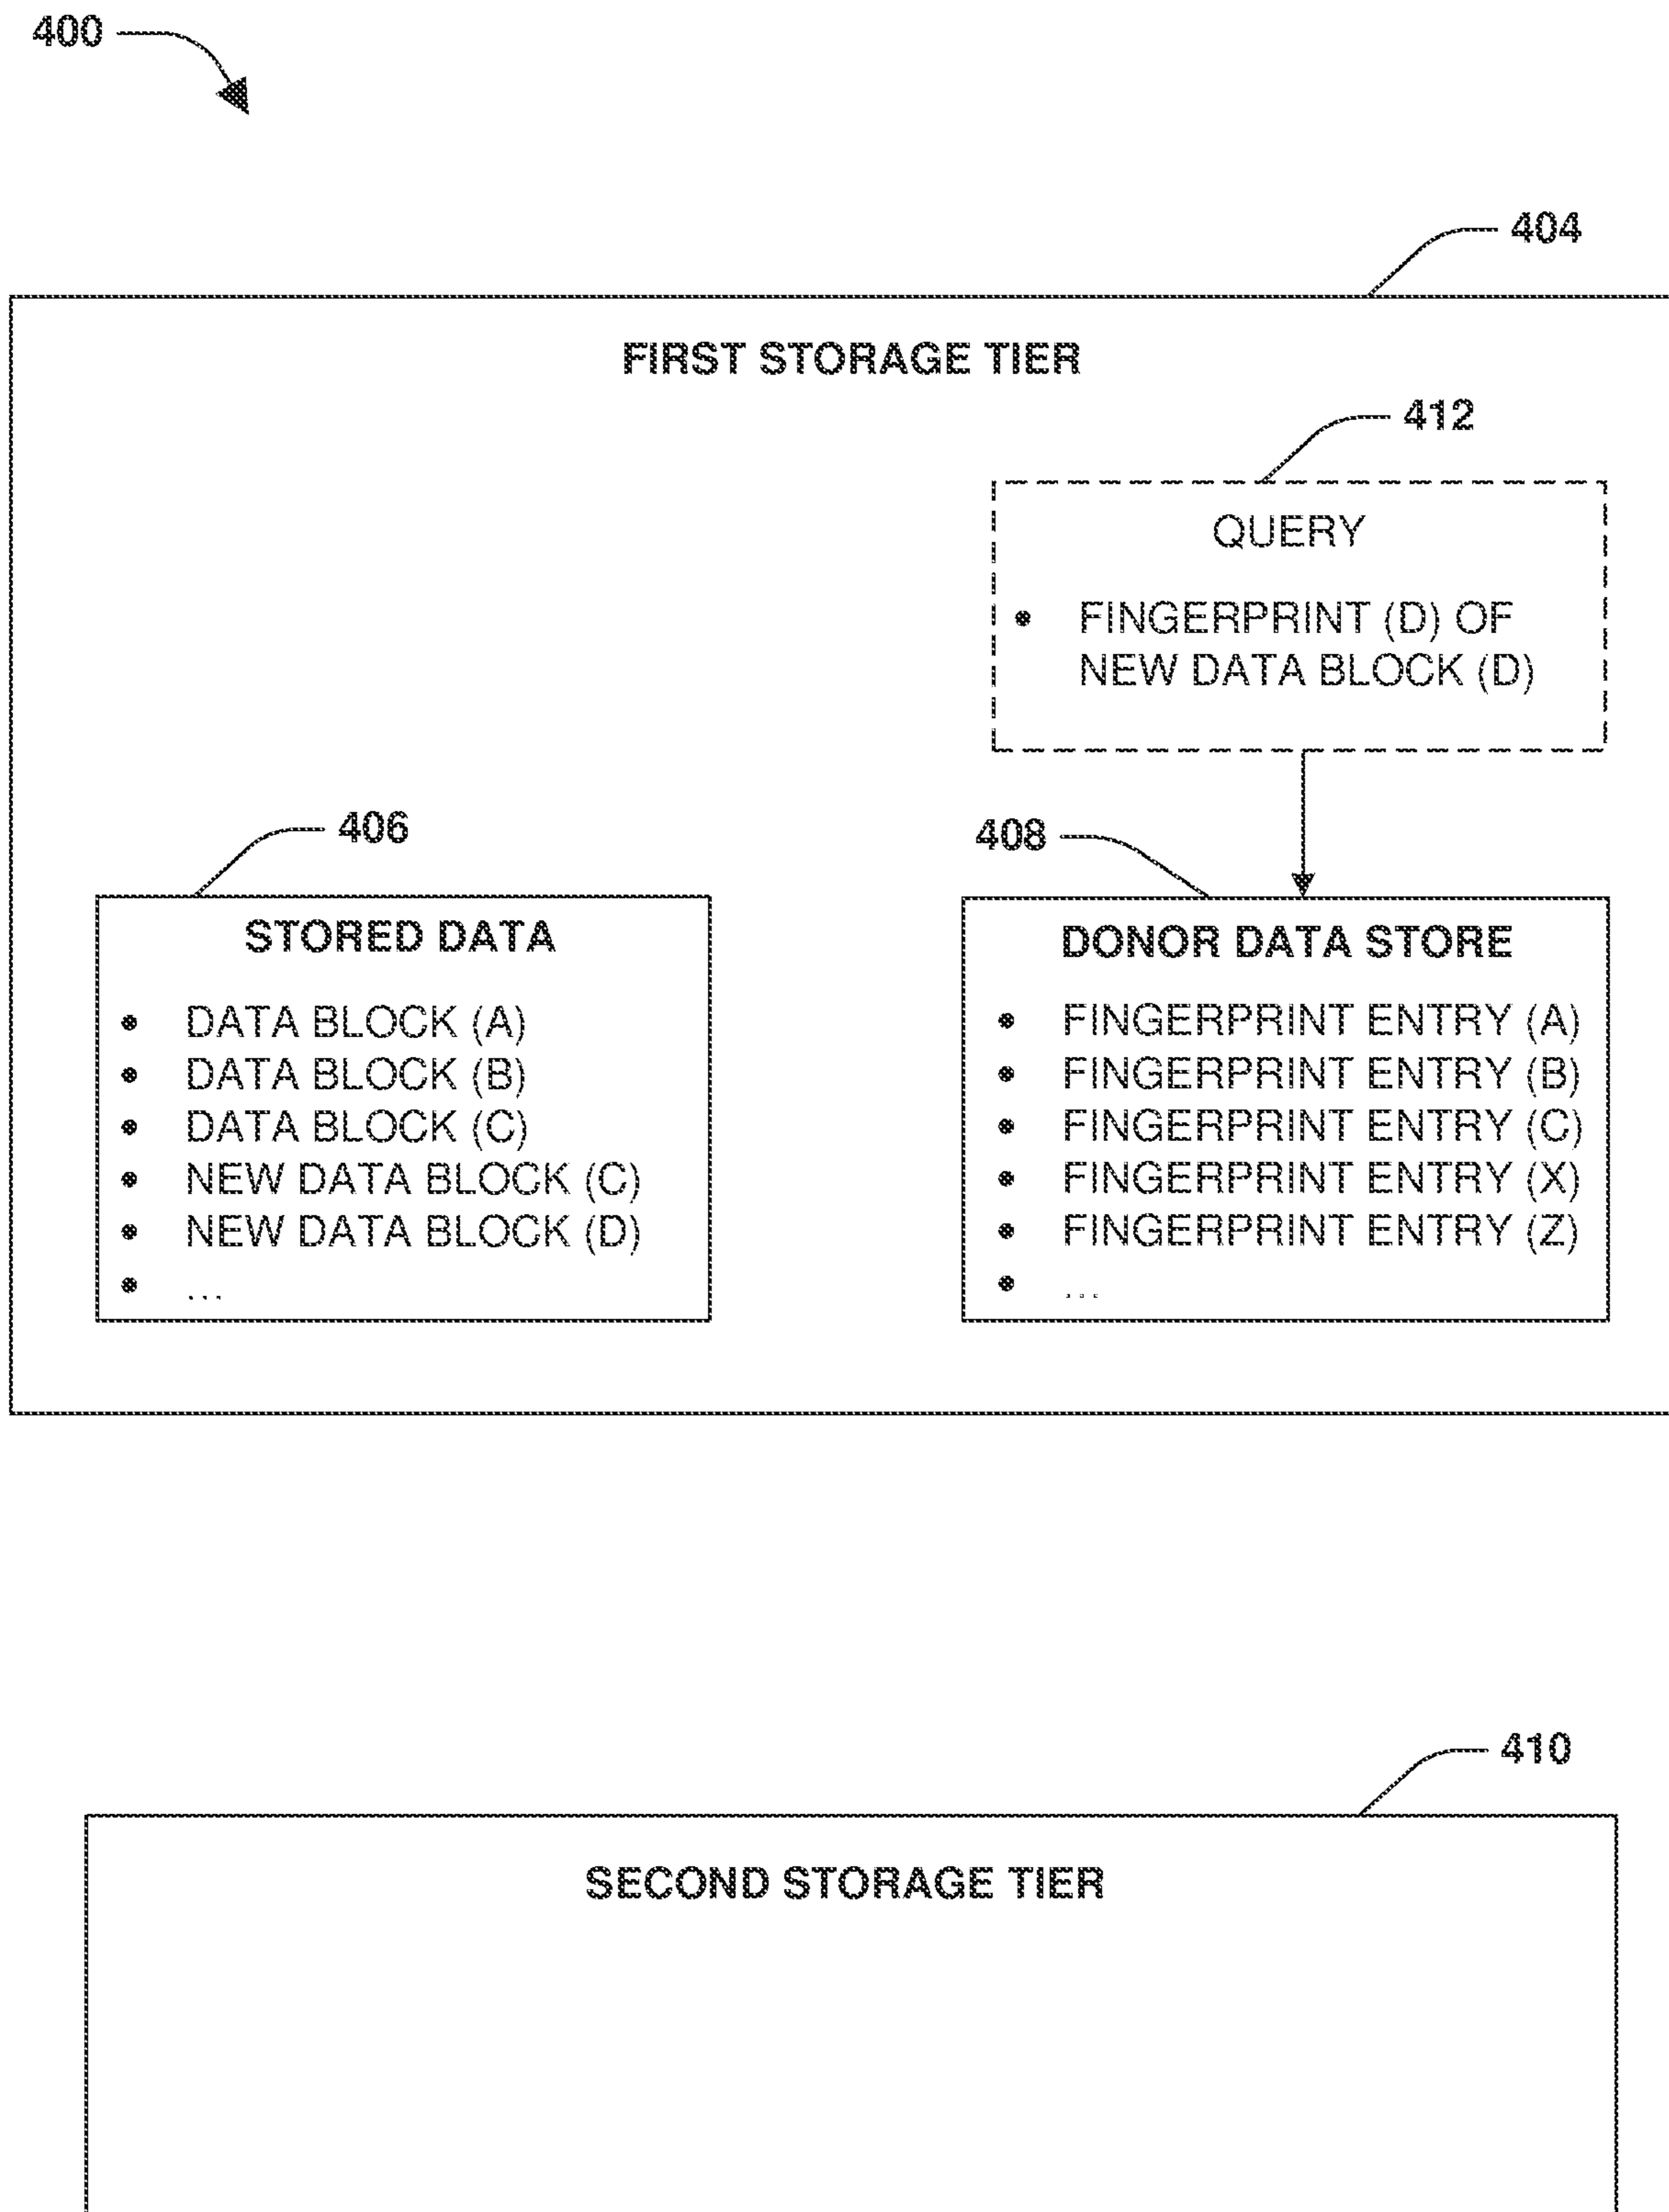 400
404
FIRST STORAGE TIER
412
QUERY
• FINGERPRINT (D) OF
NEW DATA BLOCK (D)
406
408
STORED DATA
• DATA BLOCK (A)
• DATA BLOCK (B)
• DATA BLOCK (C)
• NEW DATA BLOCK (C)
• NEW DATA BLOCK (D)
• ...
DONOR DATA STORE
• FINGERPRINT ENTRY (A)
• FINGERPRINT ENTRY (B)
• FINGERPRINT ENTRY (C)
• FINGERPRINT ENTRY (X)
• FINGERPRINT ENTRY (Z)
• ...
410
SECOND STORAGE TIER